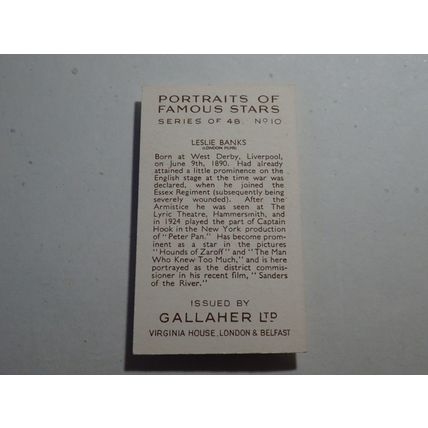 PORTRAITS OF
FAMOUS STARS
SERIES OF 48. Nº 10
LESLIE BANKS
(LONDON FILMS)
Born at West Derby, Liverpool,
on June 9th, 1890. Had already
attained a little prominence on the
English stage at the time war was
declared, when he joined the
Essex Regiment (subsequently being
severely wounded). After the
Armistice he was seen at The
Lyric Theatre, Hammersmith, and
in 1924 played the part of Captain
Hook in the New York production
of "Peter Pan." Has become prom-
inent as a star in the pictures
"Hounds of Zaroff" and "The Man
Who Knew Too Much," and is here
portrayed as the district commis-
sioner in his recent film, "Sanders
of the River."
ISSUED BY
GALLAHER LTD
VIRGINIA HOUSE, LONDON & BELFAST